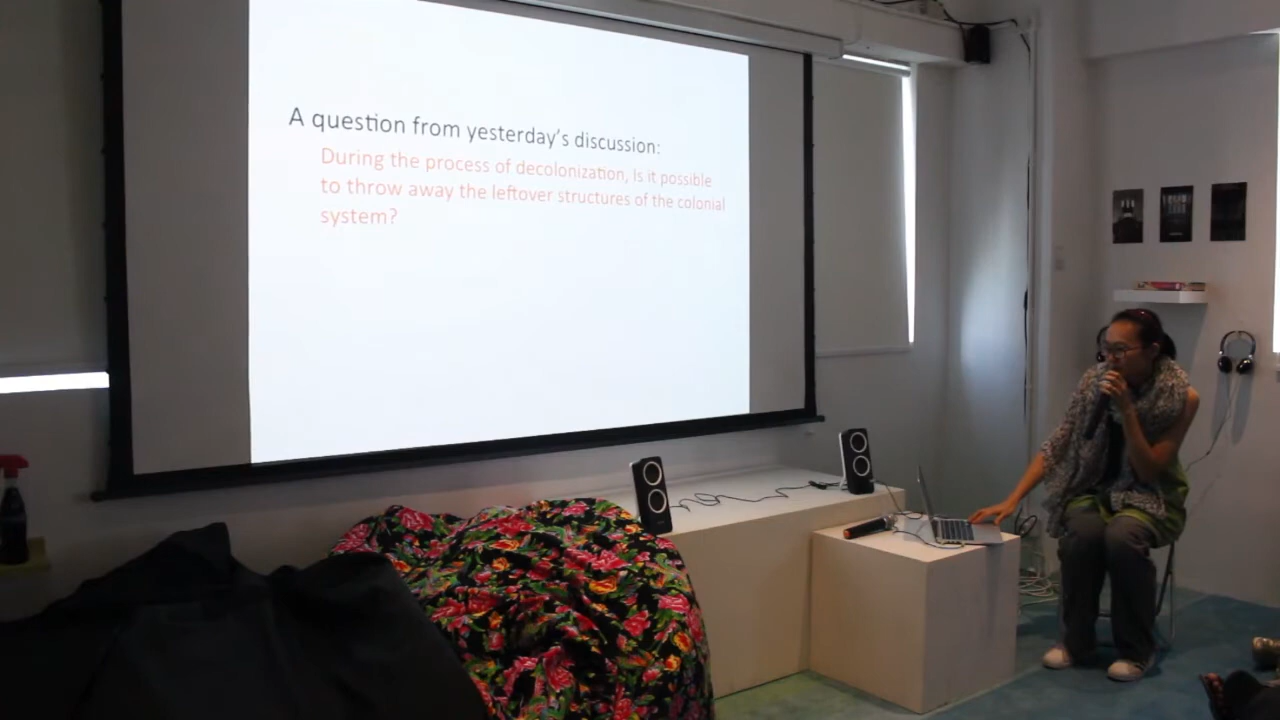 A question from yesterday's discussion:
During the process of decolonization, Is it possible
to throw away the leftover structures of the colonial
system?